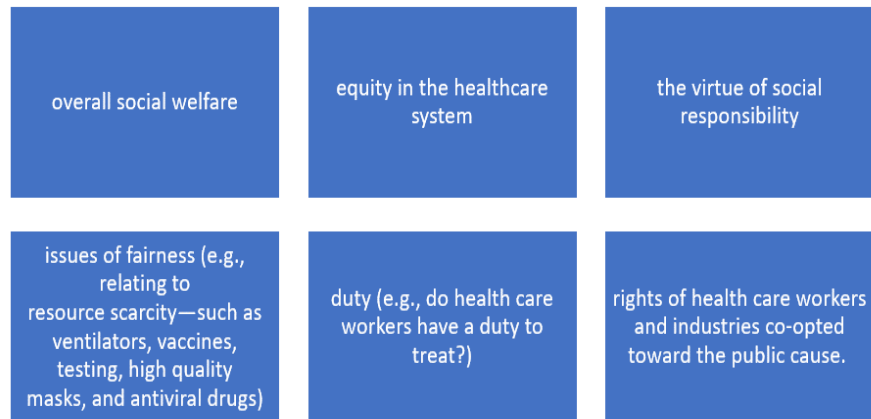 overall social welfare
equity in the healthcare
system
the virtue of social
responsibility
issues of fairness (e.g.,
relating to
resource scarcity—such as
ventilators, vaccines,
testing, high quality
masks, and antiviral drugs)
duty (e.g., do health care
workers have a duty to
treat?)
rights of health care workers
and industries co-opted
toward the public cause.